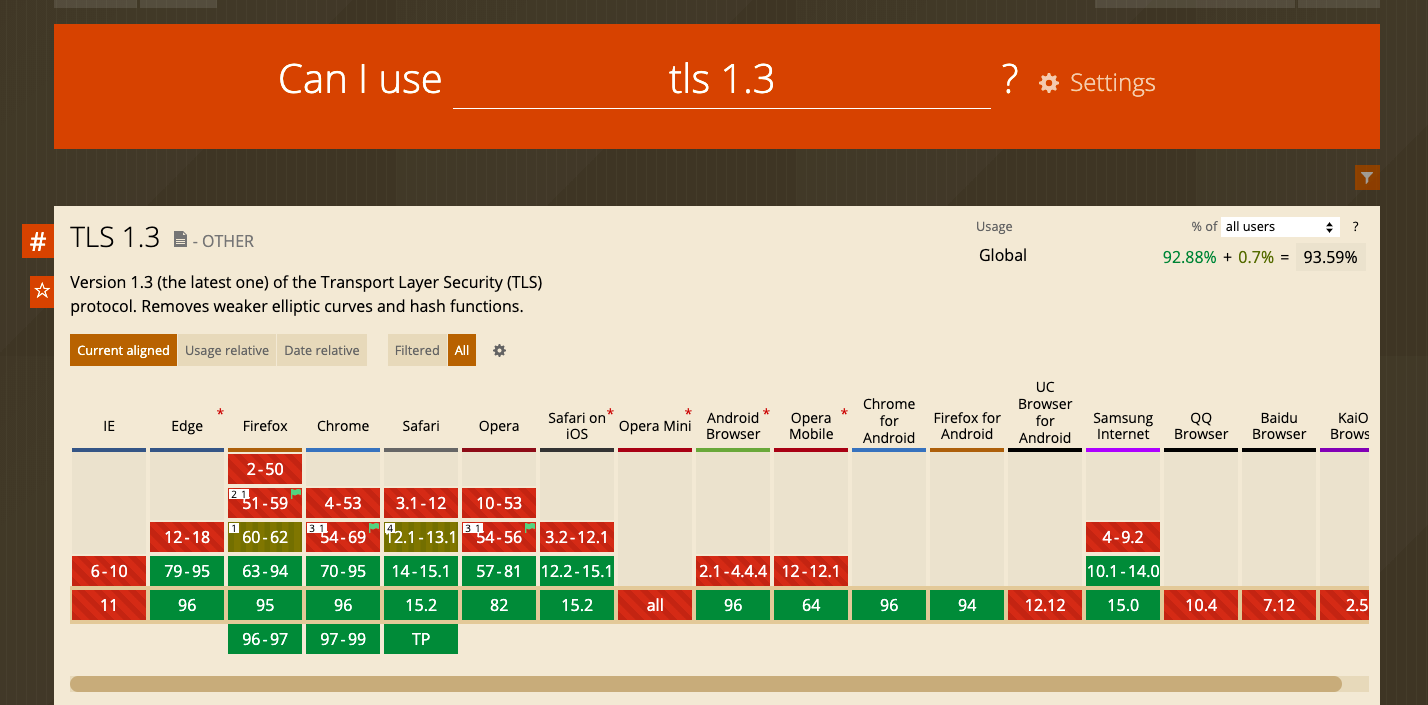 Can I use tls 1.3 ? Settings
# TLS 1.3 - OTHER
Usage % of all users ?
Global 92.88% + 0.7% = 93.59%
Version 1.3 (the latest one) of the Transport Layer Security (TLS)
protocol. Removes weaker elliptic curves and hash functions.
Current aligned Usage relative Date relative Filtered All
IE Edge * Firefox Chrome Safari Opera Safari on iOS * Opera Mini * Android Browser * Opera Mobile * Chrome for Android Firefox for Android UC Browser for Android Samsung Internet QQ Browser Baidu Browser KaiO Brows
2-50
2 1 51-59 4-53 3.1-12 10-53
12-18 1 60-62 3 1 54-69 4 12.1-13.1 3 1 54-56 3.2-12.1 4-9.2
6-10 79-95 63-94 70-95 14-15.1 57-81 12.2-15.1 2.1-4.4.4 12-12.1 10.1-14.0
11 96 95 96 15.2 82 15.2 all 96 64 96 94 12.12 15.0 10.4 7.12 2.5
96-97 97-99 TP